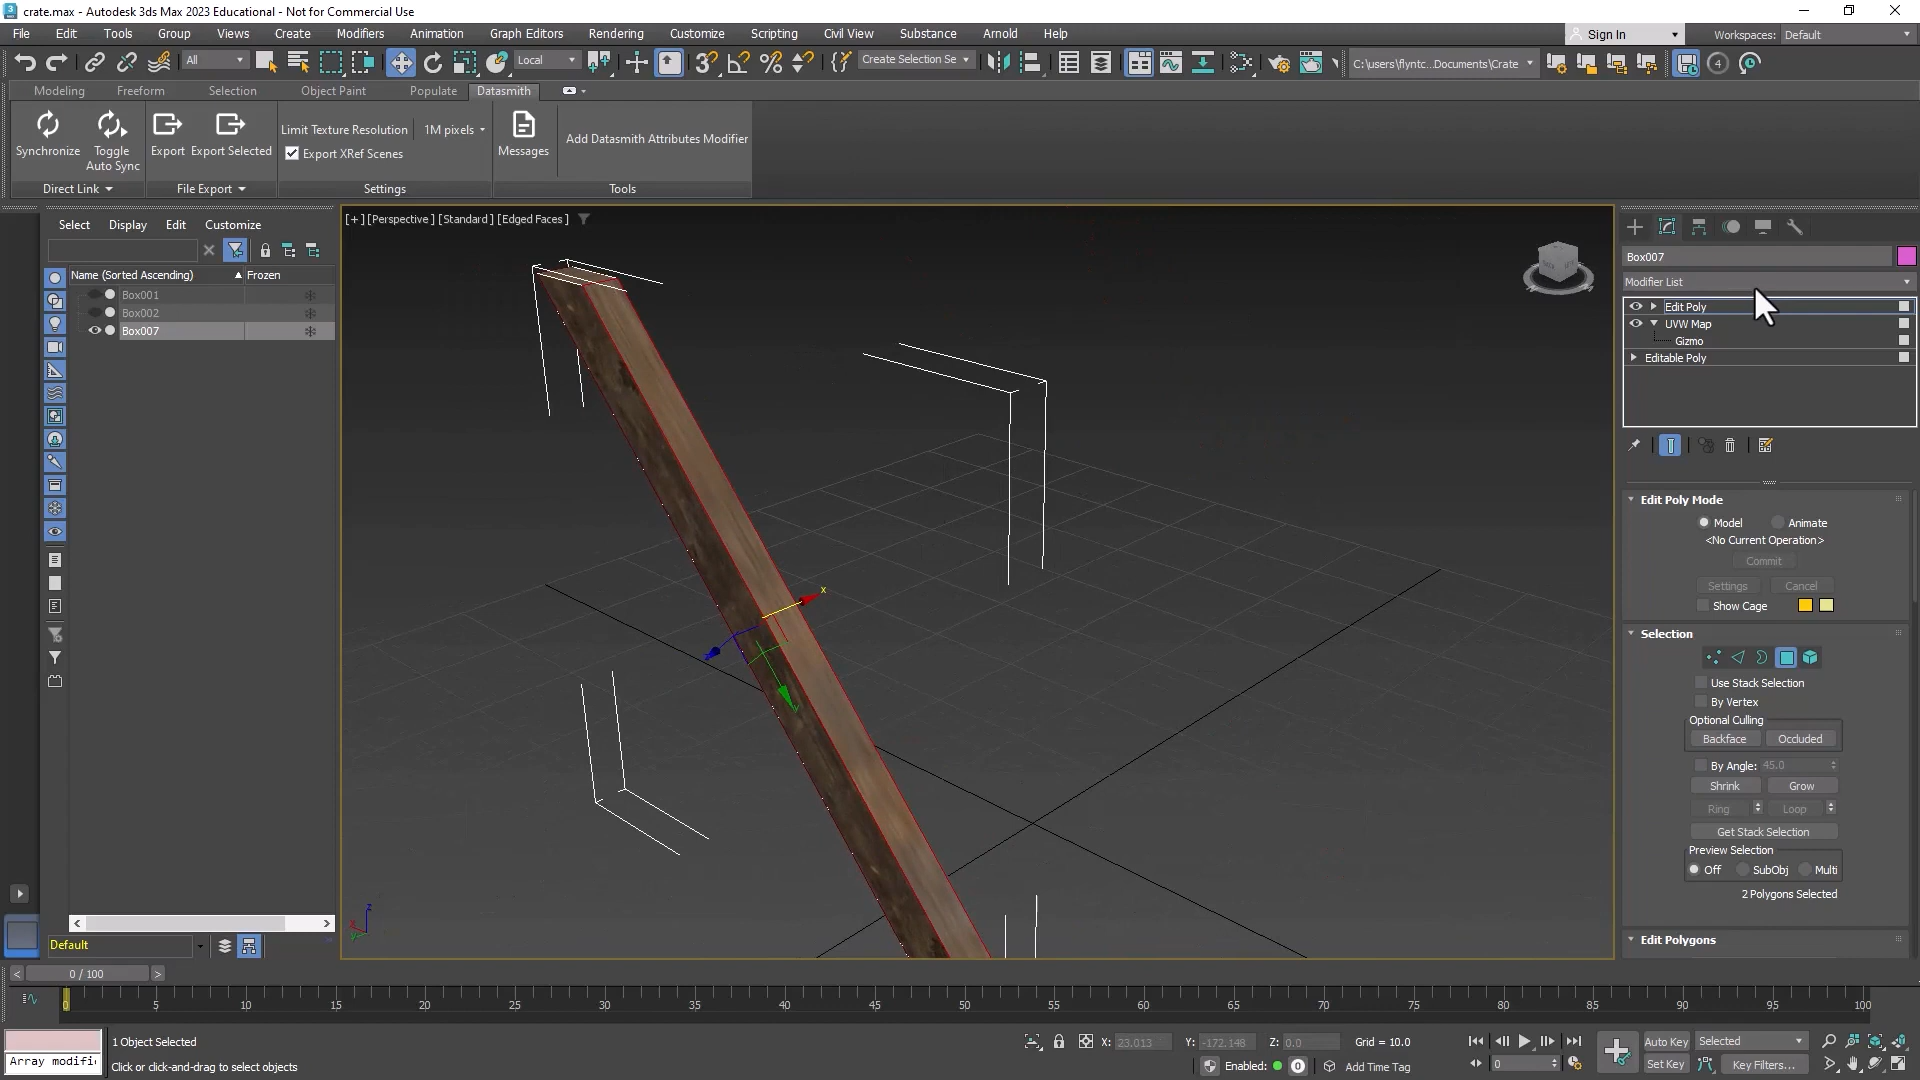 crate.max - Autodesk 3ds Max 2023 Educational - Not for Commercial Use
File Edit Tools Group Views Create Modifiers Animation Graph Editors Rendering Customize Scripting Civil View Substance Arnold Help
Sign In Workspaces: Default
All Local Create Selection Se C:\users\flyntc...Documents\Crate 4
Modeling Freeform Selection Object Paint Populate Datasmith
Synchronize
Toggle Auto Sync
Export
Export Selected
Limit Texture Resolution 1M pixels
Export XRef Scenes
Messages
Add Datasmith Attributes Modifier
Direct Link File Export Settings Tools
Select Display Edit Customize
Name (Sorted Ascending) Frozen
Box001
Box002
Box007
Default
[+] [Perspective] [Standard] [Edged Faces]
x
y
z
x
y
Box007
Modifier List
Edit Poly
UVW Map
Gizmo
Editable Poly
Edit Poly Mode
Model Animate
<No Current Operation>
Commit
Settings Cancel
Show Cage
Selection
Use Stack Selection
By Vertex
Optional Culling
Backface Occluded
By Angle: 45.0
Shrink Grow
Ring Loop
Get Stack Selection
Preview Selection
Off SubObj Multi
2 Polygons Selected
Edit Polygons
< 0 / 100 >
0 5 10 15 20 25 30 35 40 45 50 55 60 65 70 75 80 85 90 95 100
Array modifi
1 Object Selected
Click or click-and-drag to select objects
X: 23.013 Y: -172.148 Z: 0.0 Grid = 10.0
Enabled: 0 Add Time Tag
0
Auto Key Selected
Set Key Key Filters...